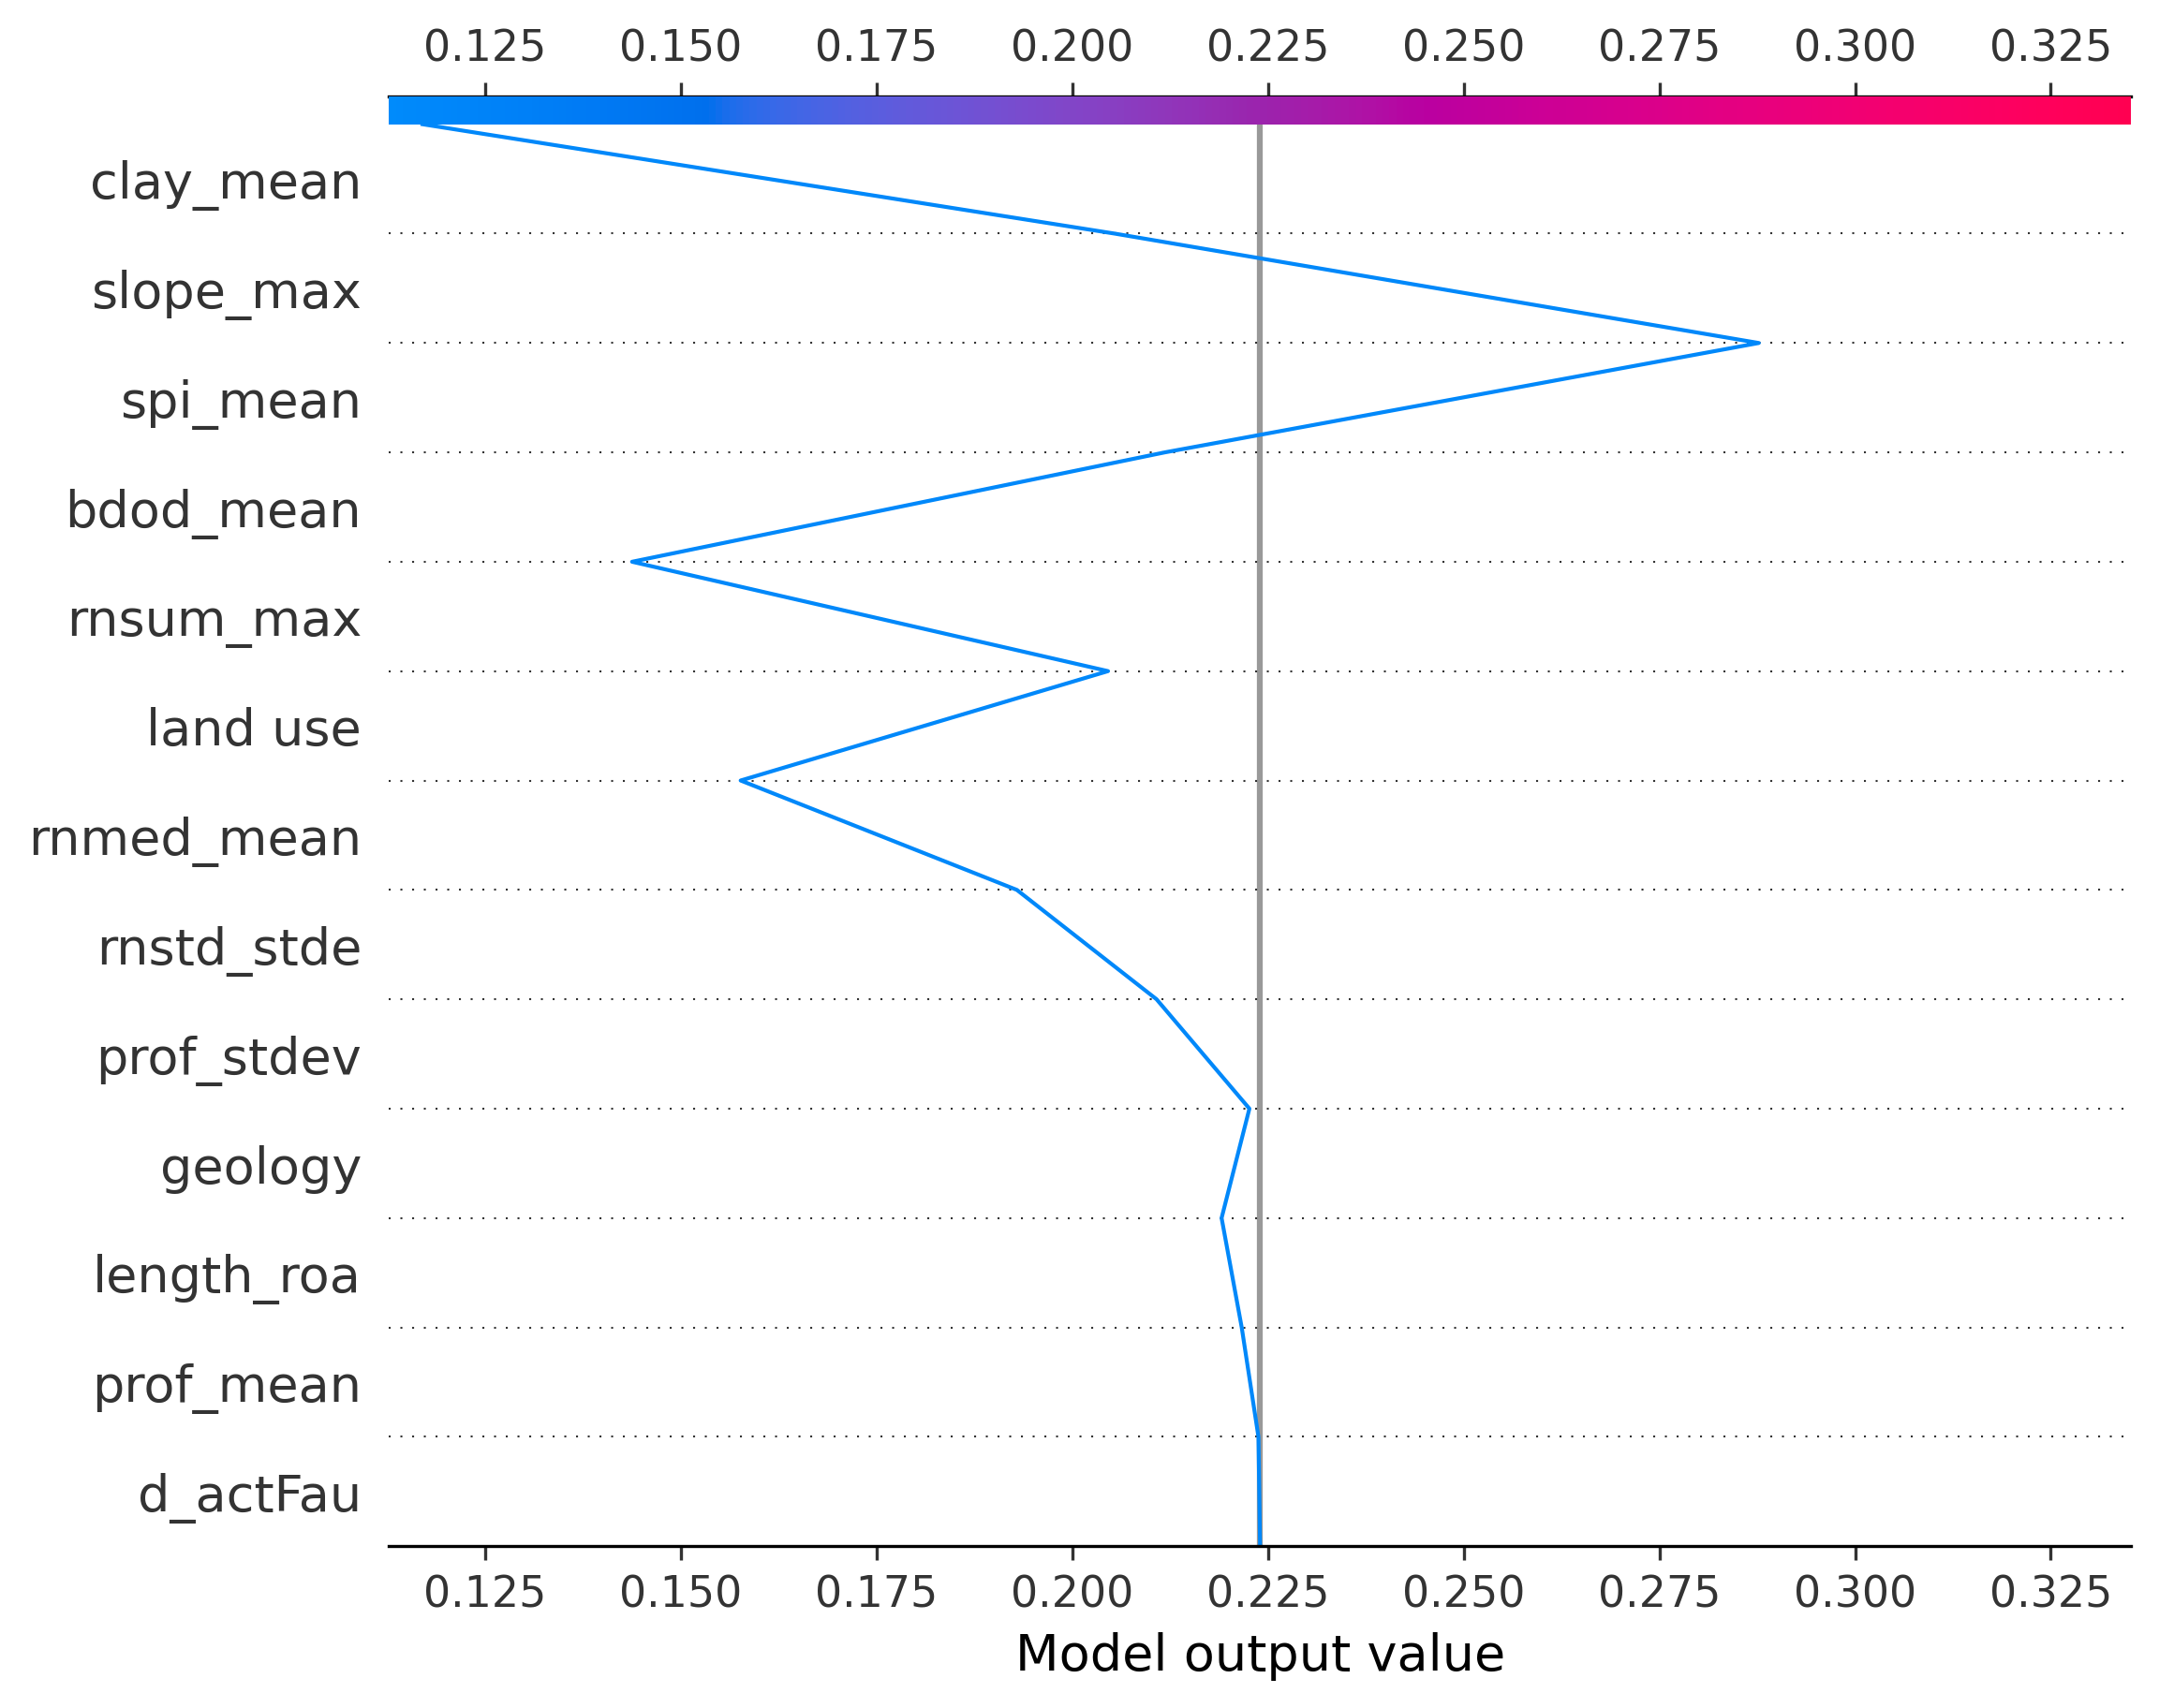 0.125 0.150 0.175 0.200 0.225 0.250 0.275 0.300 0.325
clay_mean
slope_max
spi_mean
bdod_mean
rnsum_max
land use
rnmed_mean
rnstd_stde
prof_stdev
geology
length_roa
prof_mean
d_actFau
0.125 0.150 0.175 0.200 0.225 0.250 0.275 0.300 0.325
Model output value